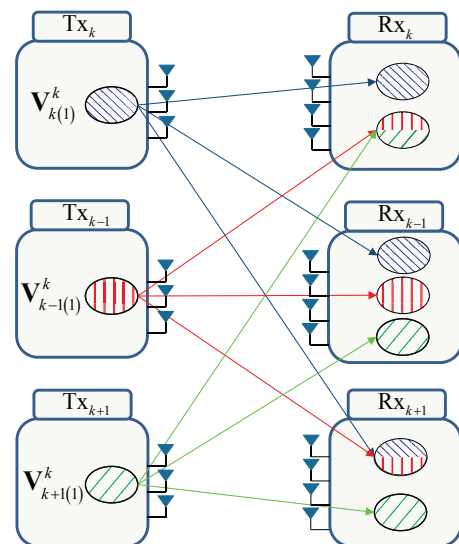 Tx_k
Rx_k
V^k_{k(1)}
Tx_{k−1}
Rx_{k−1}
V^k_{k−1(1)}
Tx_{k+1}
Rx_{k+1}
V^k_{k+1(1)}